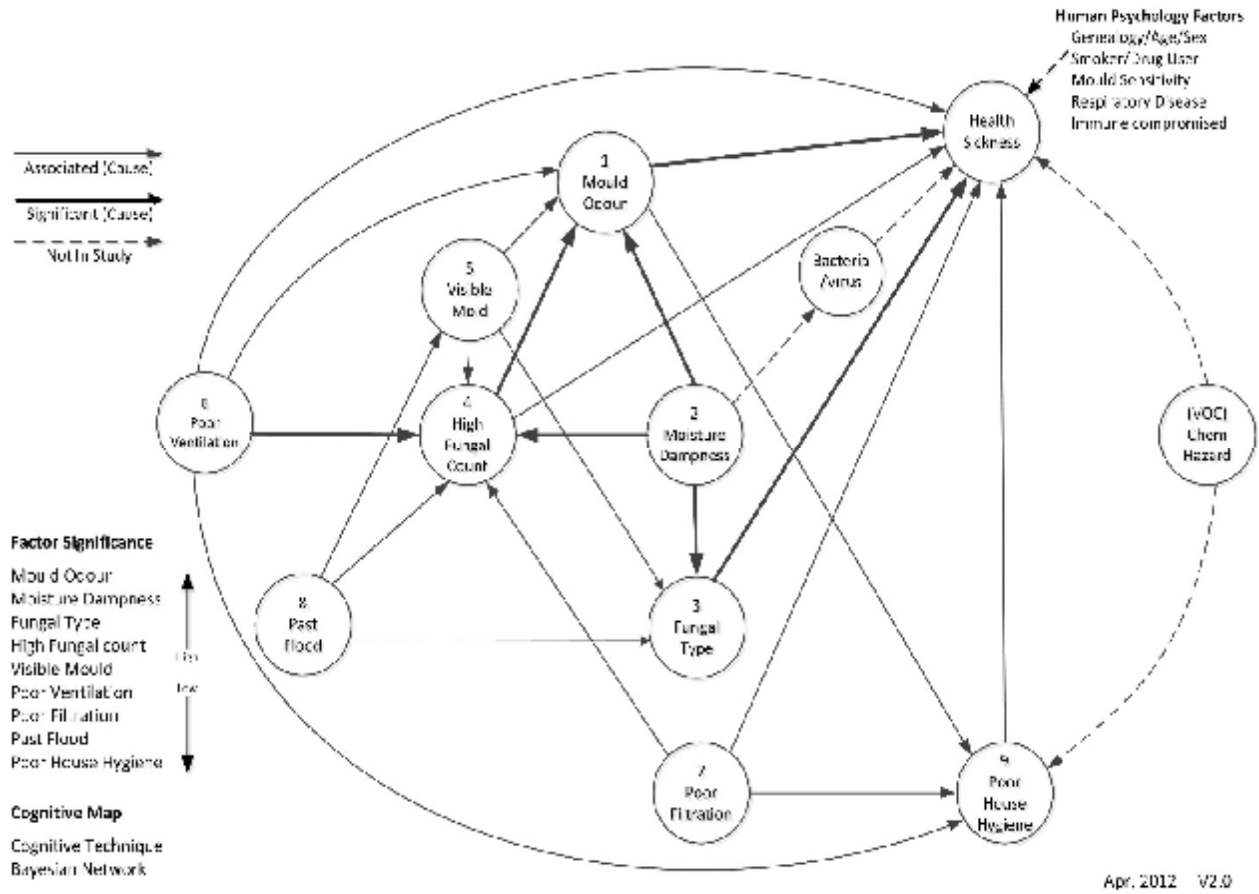 Human Psychology Factors
Genealogy/Age/Sex
Smoker/Drug User
Mould Sensitivity
Respiratory Disease
Immune compromised
Health
Sickness
Associated (Cause)
Significant (Cause)
Not In Study
1
Mould
Odour
5
Visible
Mold
Bacteria
/virus
6
Poor
Ventilation
4
High
Fungal
Count
2
Moisture
Dampness
(VOC)
Chem
Hazard
Factor Significance
Mould Odour
Moisture Dampness
Fungal Type
High Fungal count
Visible Mould
Poor Ventilation
Poor Filtration
Past Flood
Poor House Hygiene
High
low
8
Past
Flood
3
Fungal
Type
7
Poor
Filtration
9
Poor
House
Hygiene
Cognitive Map
Cognitive Technique
Bayesian Network
Apr. 2012 V2.0